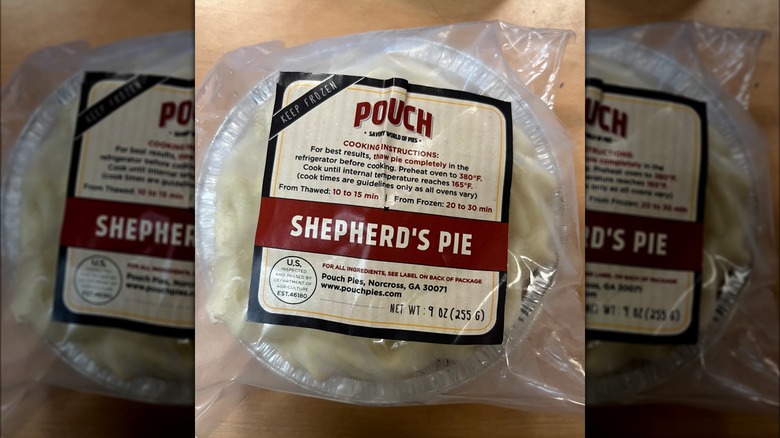 KEEP FROZEN
POUCH
• SAVORY WORLD OF PIES •
COOKING INSTRUCTIONS:
For best results, thaw pie completely in the
refrigerator before cooking. Preheat oven to 380°F.
Cook until internal temperature reaches 165°F.
(cook times are guidelines only as all ovens vary)
From Thawed: 10 to 15 min
From Frozen: 20 to 30 min
SHEPHERD'S PIE
U.S.
INSPECTED
AND PASSED BY
DEPARTMENT OF
AGRICULTURE
EST.46180
FOR ALL INGREDIENTS, SEE LABEL ON BACK OF PACKAGE
Pouch Pies, Norcross, GA 30071
www.pouchpies.com
NET WT: 9 OZ (255 G)